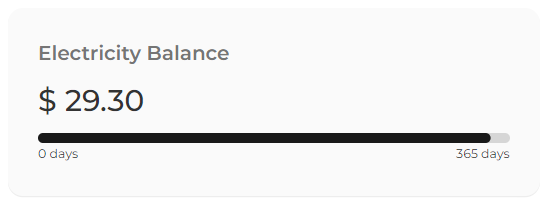 Electricity Balance
$ 29.30
0 days 365 days